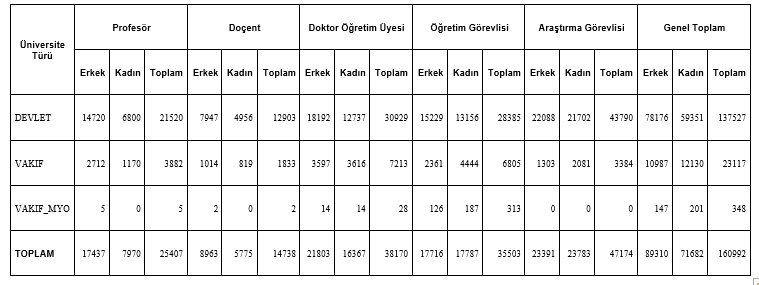 Üniversite Türü Profesör Doçent Doktor Öğretim Üyesi Öğretim Görevlisi Araştırma Görevlisi Genel Toplam
Erkek Kadın Toplam Erkek Kadın Toplam Erkek Kadın Toplam Erkek Kadın Toplam Erkek Kadın Toplam Erkek Kadın Toplam
DEVLET 14720 6800 21520 7947 4956 12903 18192 12737 30929 15229 13156 28385 22088 21702 43790 78176 59351 137527
VAKIF 2712 1170 3882 1014 819 1833 3597 3616 7213 2361 4444 6805 1303 2081 3384 10987 12130 23117
VAKIF_MYO 5 0 5 2 0 2 14 14 28 126 187 313 0 0 0 147 201 348
TOPLAM 17437 7970 25407 8963 5775 14738 21803 16367 38170 17716 17787 35503 23391 23783 47174 89310 71682 160992